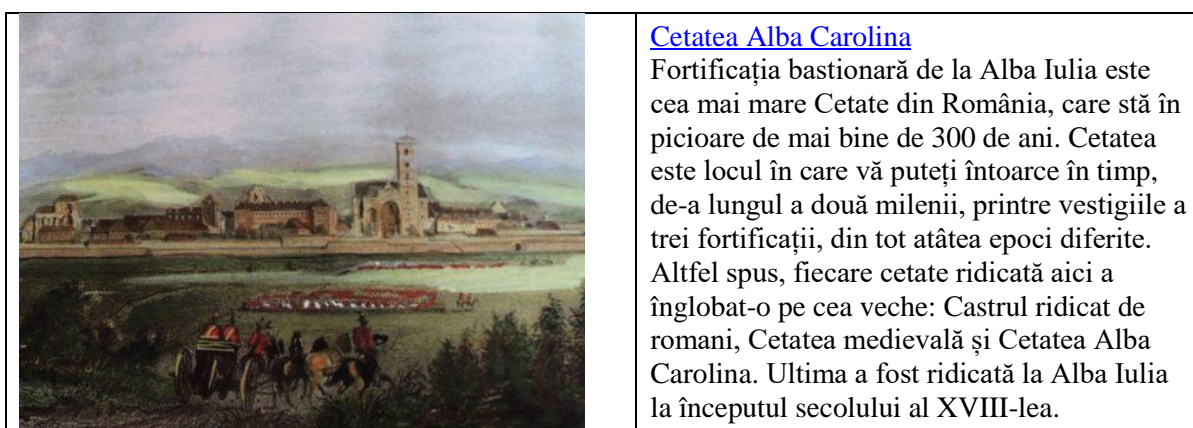 Cetatea Alba Carolina
Fortificația bastionară de la Alba Iulia este
cea mai mare Cetate din România, care stă în
picioare de mai bine de 300 de ani. Cetatea
este locul în care vă puteți întoarce în timp,
de-a lungul a două milenii, printre vestigiile a
trei fortificații, din tot atâtea epoci diferite.
Altfel spus, fiecare cetate ridicată aici a
înglobat-o pe cea veche: Castrul ridicat de
romani, Cetatea medievală și Cetatea Alba
Carolina. Ultima a fost ridicată la Alba Iulia
la începutul secolului al XVIII-lea.